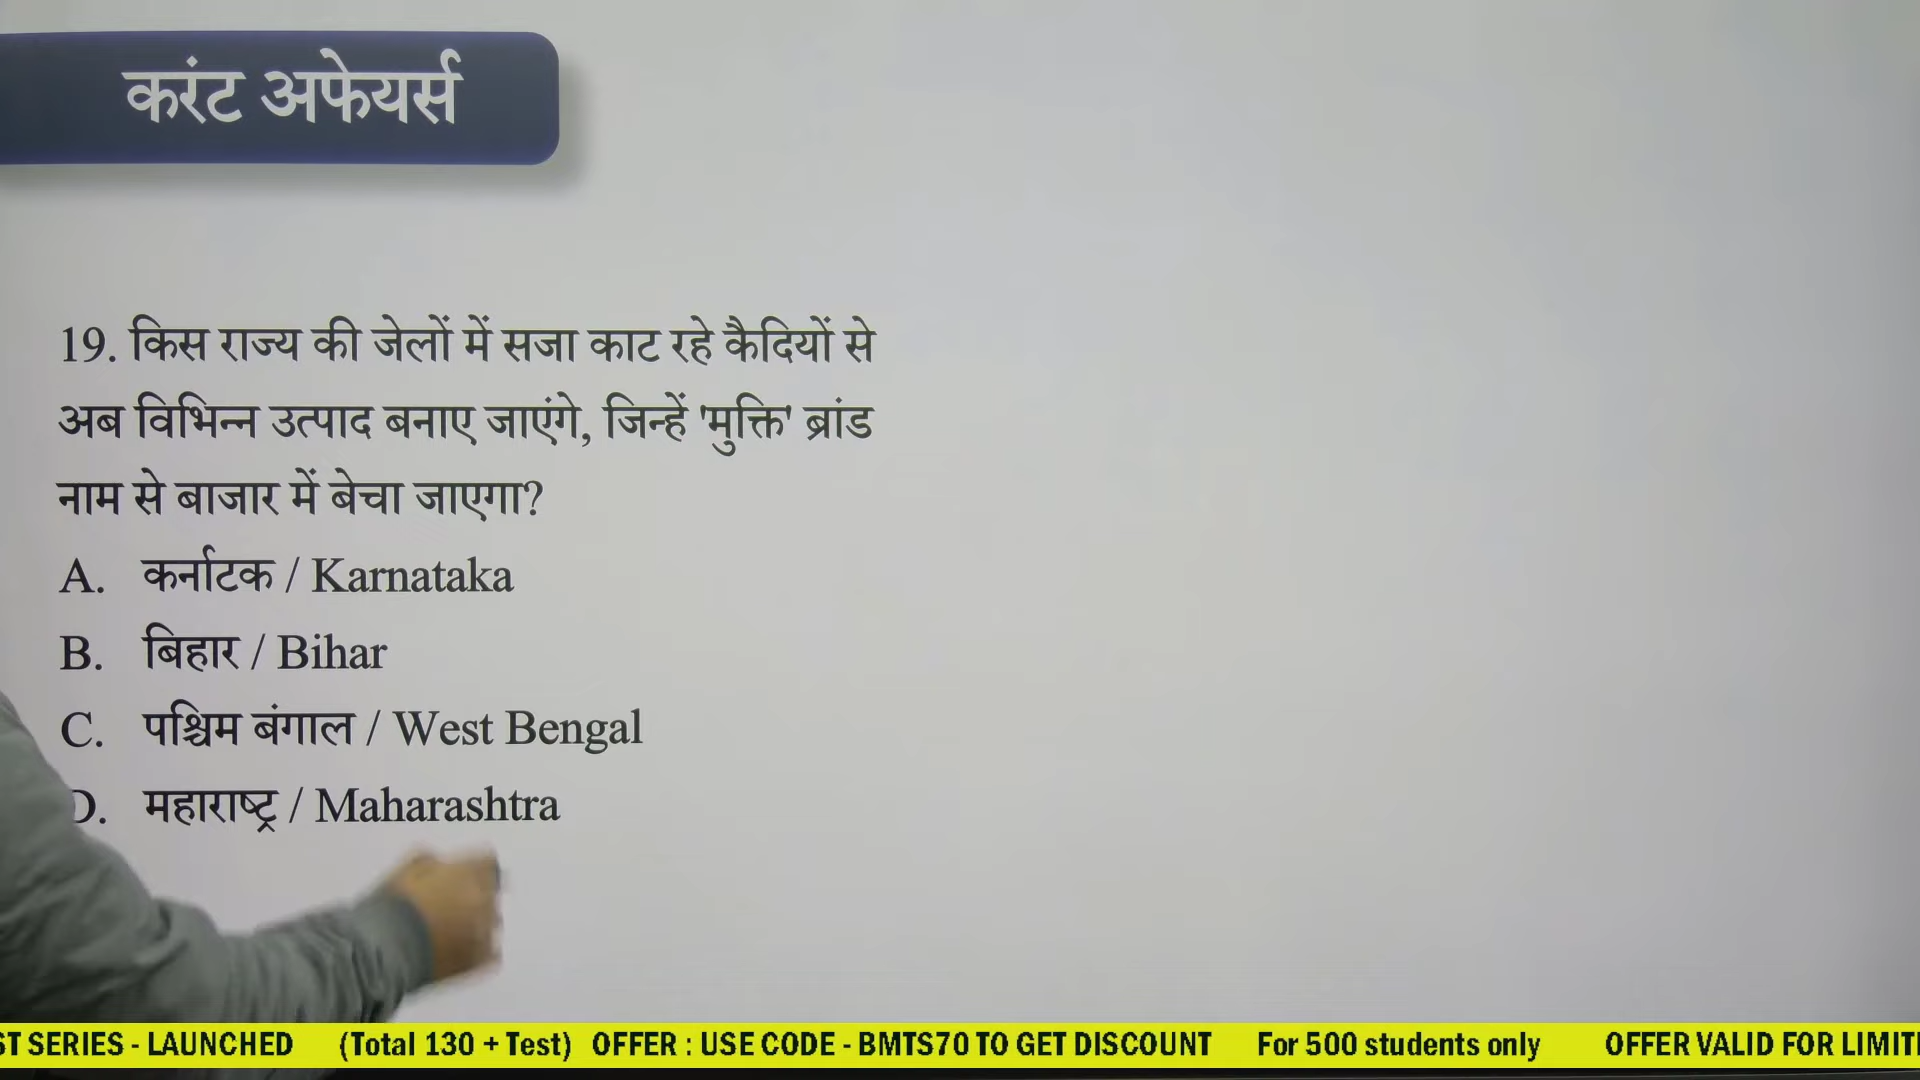 करंट अफेयर्स
19. किस राज्य की जेलों में सजा काट रहे कैदियों से
अब विभिन्न उत्पाद बनाए जाएंगे, जिन्हें 'मुक्ति' ब्रांड
नाम से बाजार में बेचा जाएगा?
A. कर्नाटक / Karnataka
B. बिहार / Bihar
C. पश्चिम बंगाल / West Bengal
D. महाराष्ट्र / Maharashtra
ST SERIES - LAUNCHED (Total 130 + Test) OFFER : USE CODE - BMTS70 TO GET DISCOUNT For 500 students only OFFER VALID FOR LIMIT